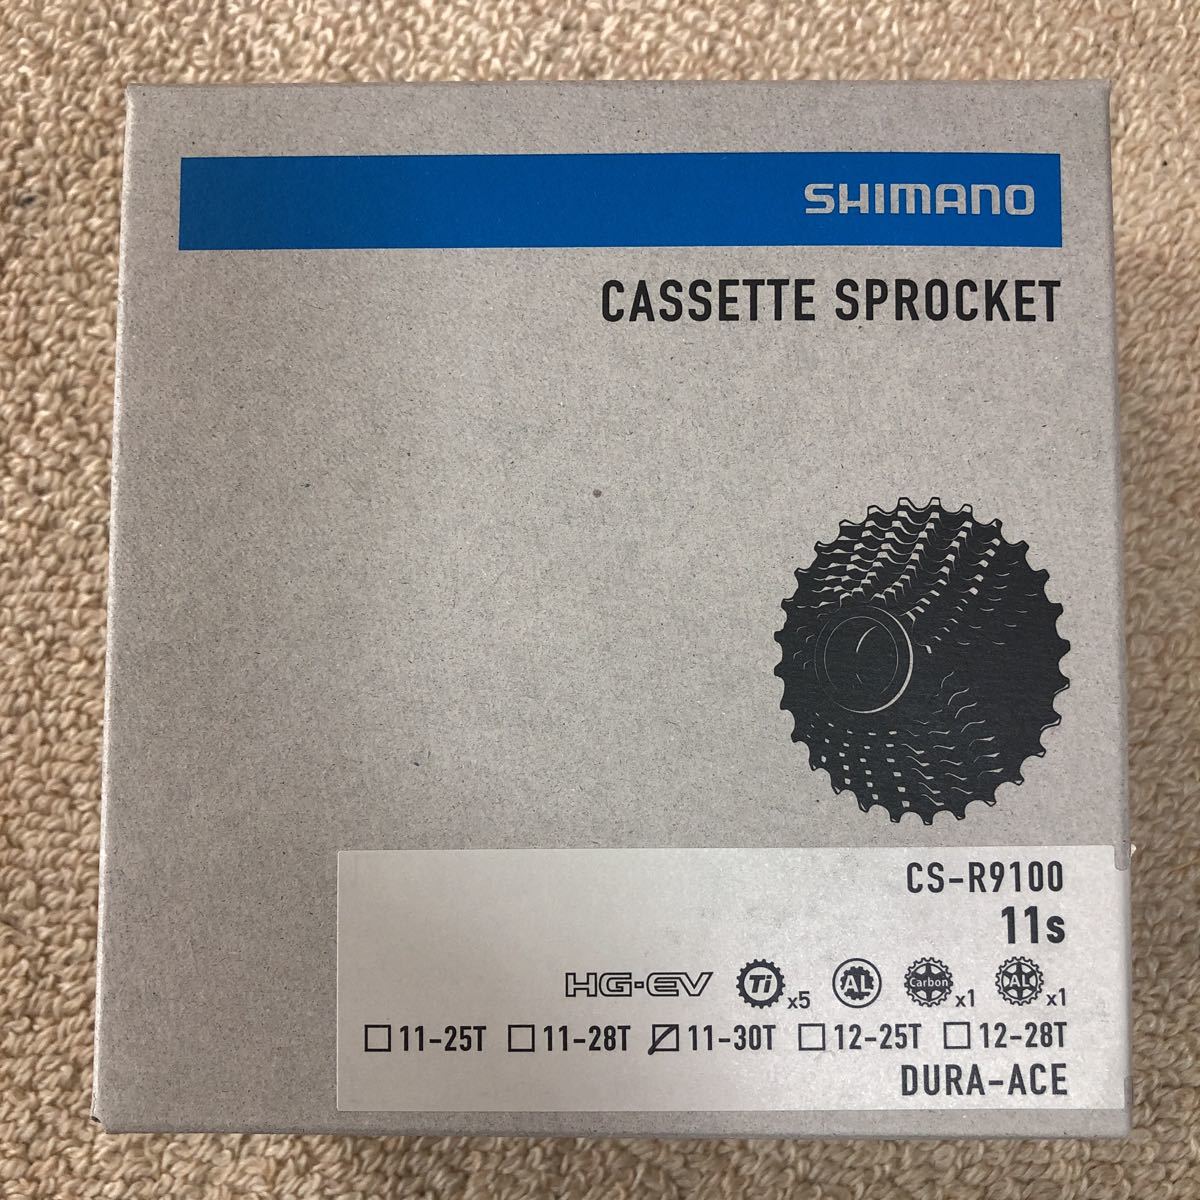 SHIMANO
CASSETTE SPROCKET
CS-R9100
11s
HG-EV Ti x5 AL Carbon x1 AL x1
11-25T 11-28T 11-30T 12-25T 12-28T
DURA-ACE